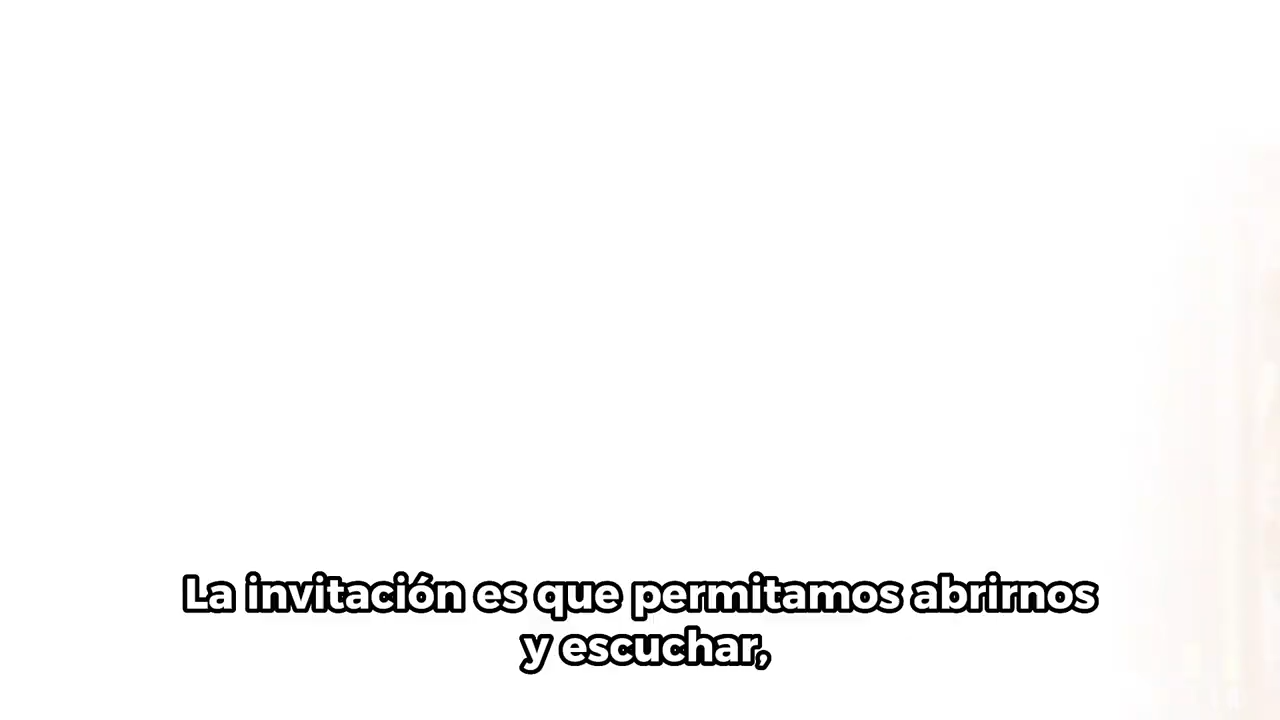 La invitación es que permitamos abrirnos
y escuchar,